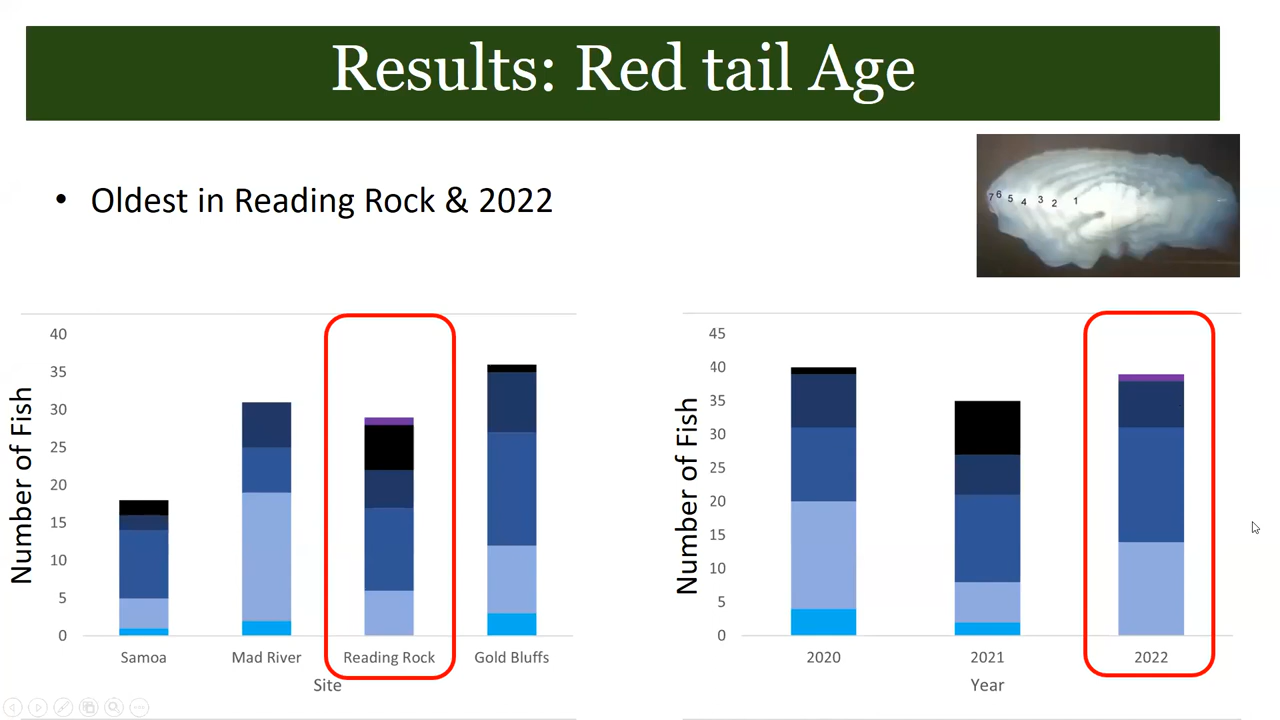 Results: Red tail Age
• Oldest in Reading Rock & 2022
7 6 5 4 3 2 1
Number of Fish
40
35
30
25
20
15
10
5
0
Samoa Mad River Reading Rock Gold Bluffs
Site
Number of Fish
45
40
35
30
25
20
15
10
5
0
2020 2021 2022
Year